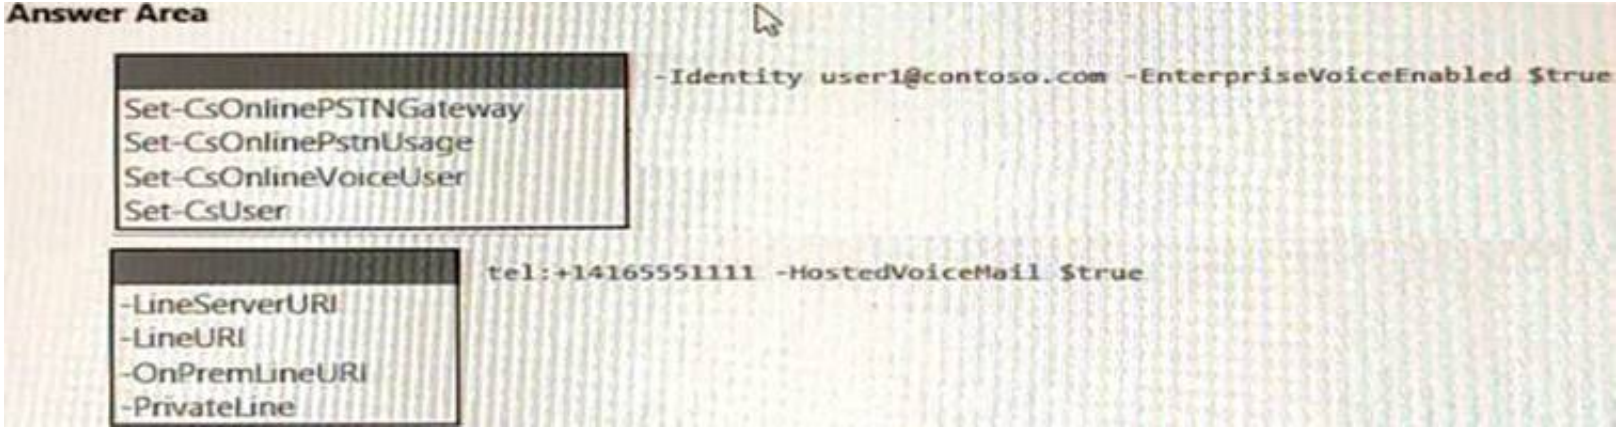 Answer Area
-Identity user1@contoso.com -EnterpriseVoiceEnabled $true
Set-CsOnlinePSTNGateway
Set-CsOnlinePstnUsage
Set-CsOnlineVoiceUser
Set-CsUser
tel:+14165551111 -HostedVoiceMail $true
-LineServerURI
-LineURI
-OnPremLineURI
-PrivateLine